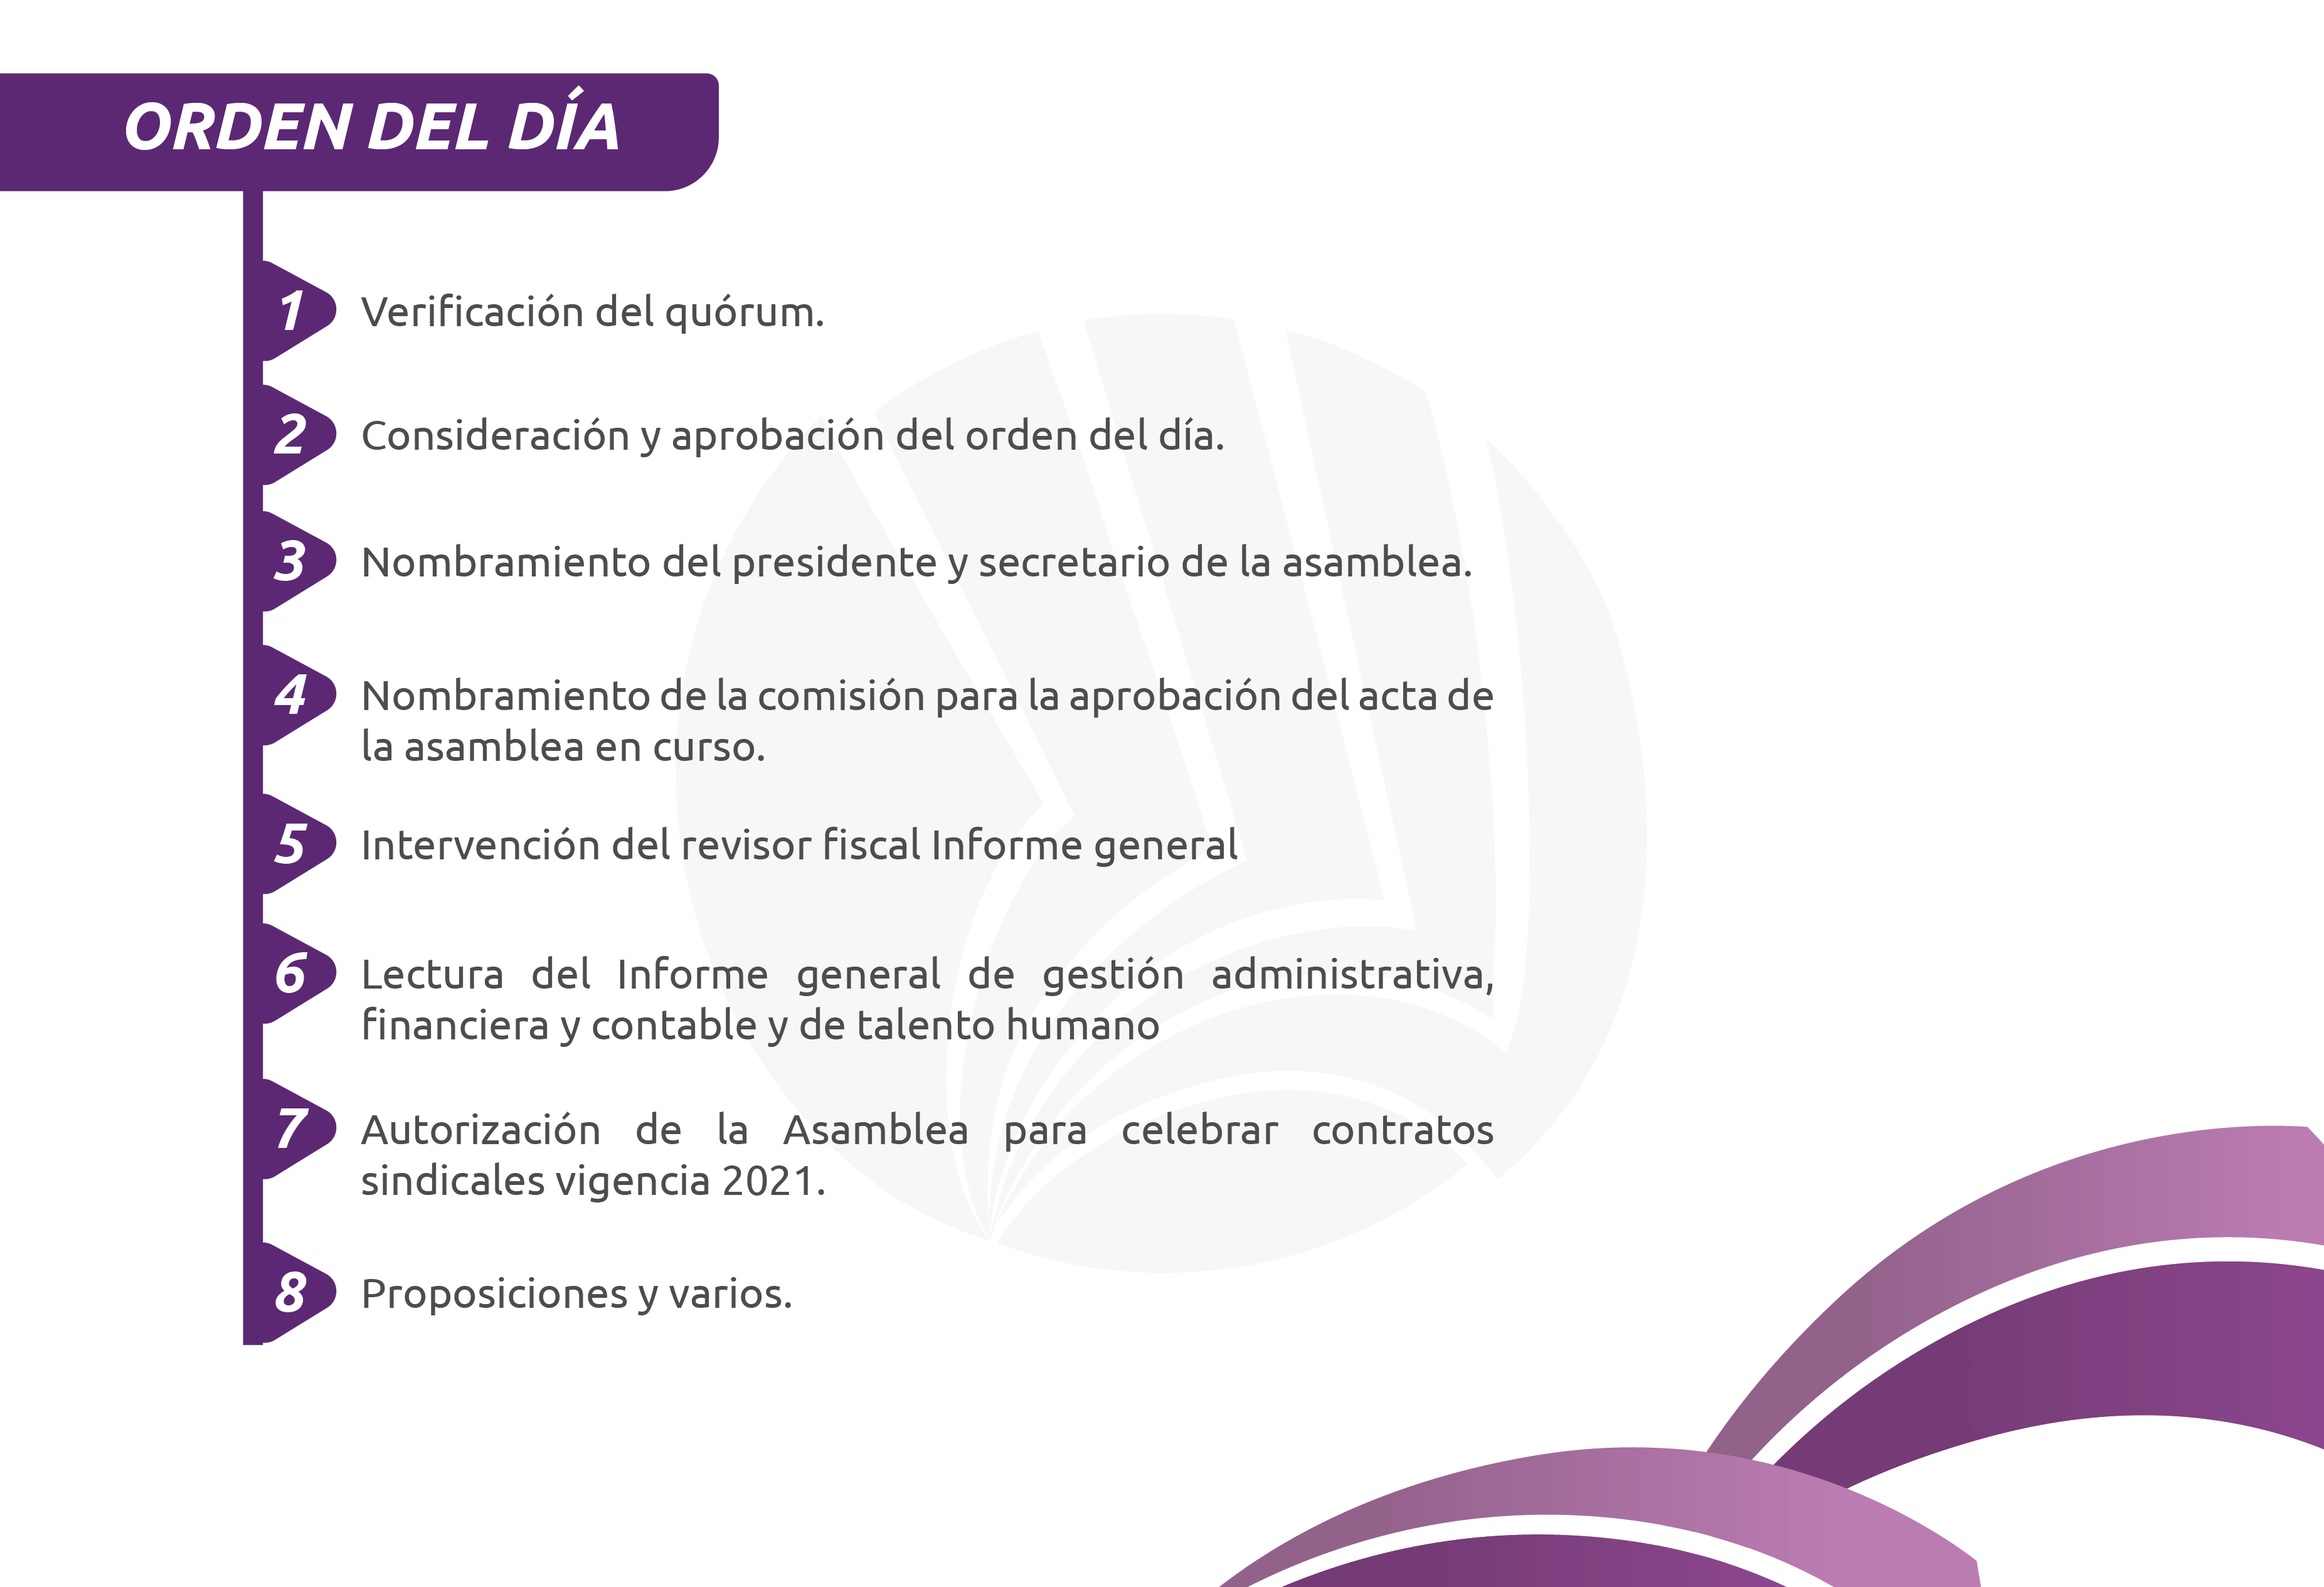 ORDEN DEL DÍA
1 Verificación del quórum.
2 Consideración y aprobación del orden del día.
3 Nombramiento del presidente y secretario de la asamblea.
4 Nombramiento de la comisión para la aprobación del acta de
la asamblea en curso.
5 Intervención del revisor fiscal Informe general
6 Lectura del Informe general de gestión administrativa,
financiera y contable y de talento humano
7 Autorización de la Asamblea para celebrar contratos
sindicales vigencia 2021.
8 Proposiciones y varios.